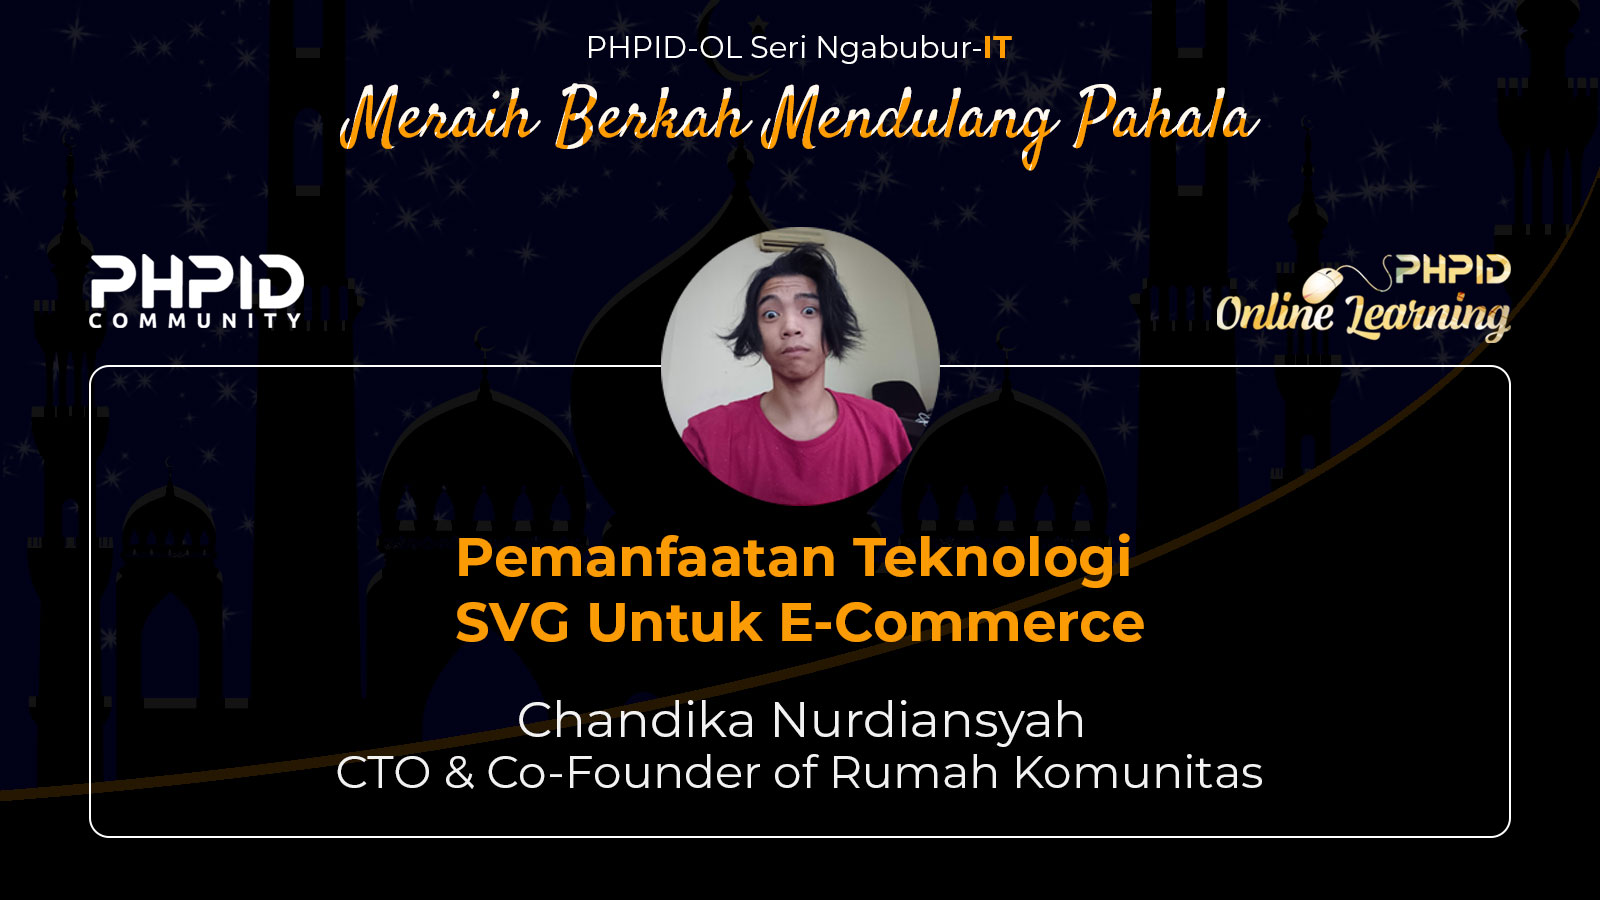 PHPID-OL Seri Ngabubur-IT
Meraih Berkah Mendulang Pahala
PHPID
COMMUNITY
PHPID
Online Learning
Pemanfaatan Teknologi
SVG Untuk E-Commerce
Chandika Nurdiansyah
CTO & Co-Founder of Rumah Komunitas